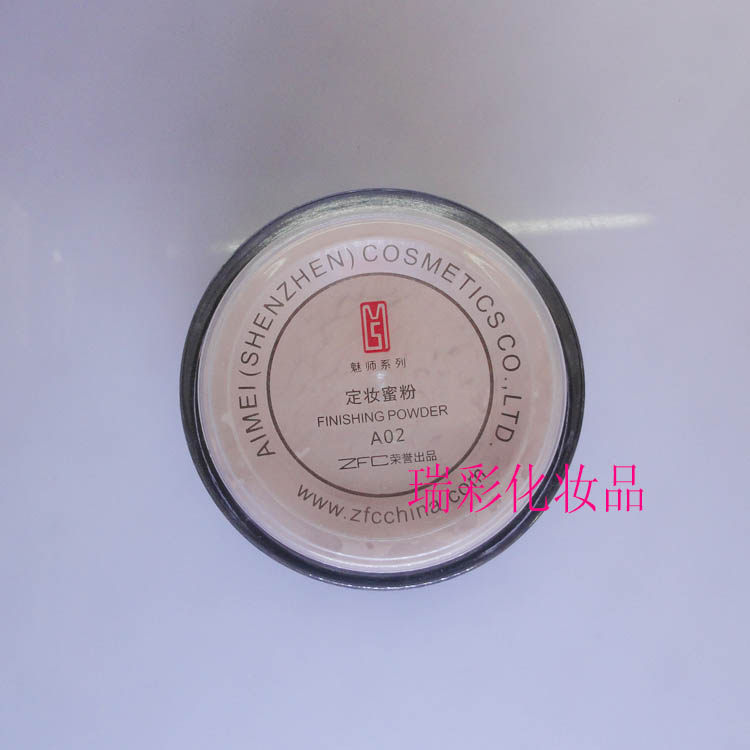 AIMEI (SHENZHEN) COSMETICS CO., LTD.
魅师系列
定妆蜜粉
FINISHING POWDER
A02
ZFC荣誉出品
www.zfcchina.com
瑞彩化妆品